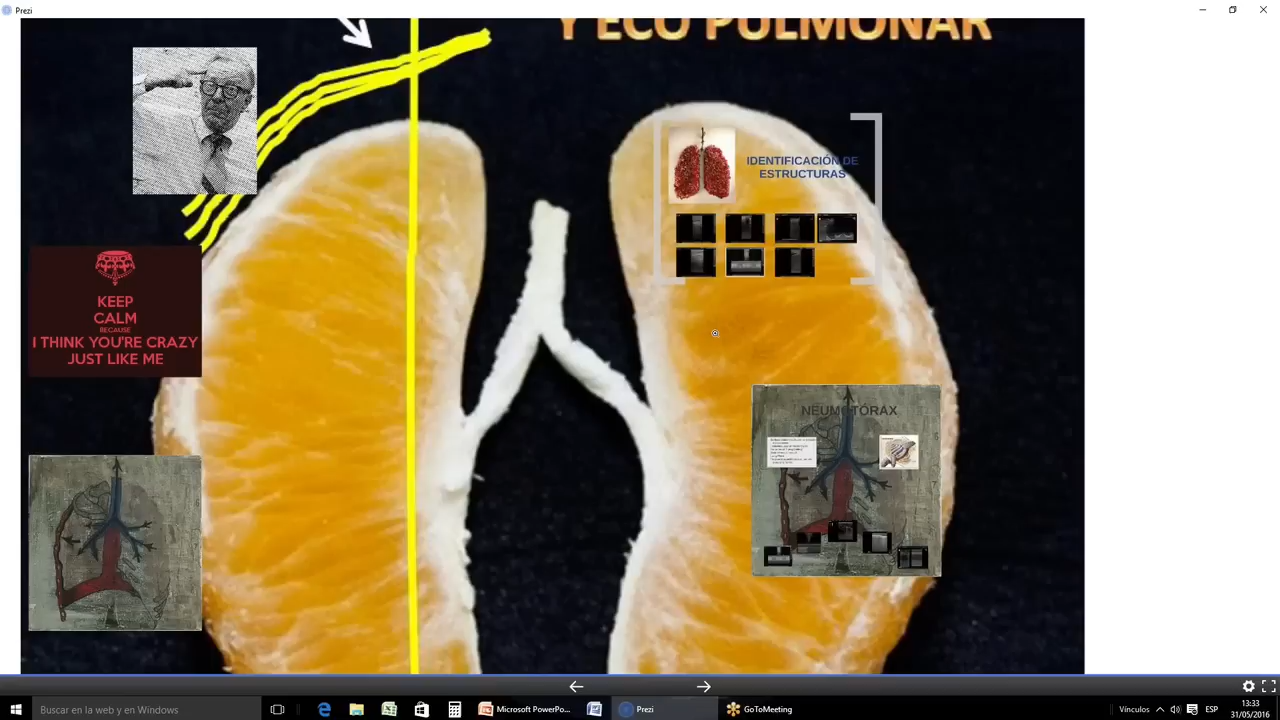 Prezi
Y ECO PULMONAR
IDENTIFICACIÓN DE
ESTRUCTURAS
KEEP
CALM
BECAUSE
I THINK YOU'RE CRAZY
JUST LIKE ME
NEUMOTÓRAX
Buscar en la web y en Windows
Microsoft PowerPo...
Prezi
GoToMeeting
Vínculos
ESP
13:33
31/05/2016